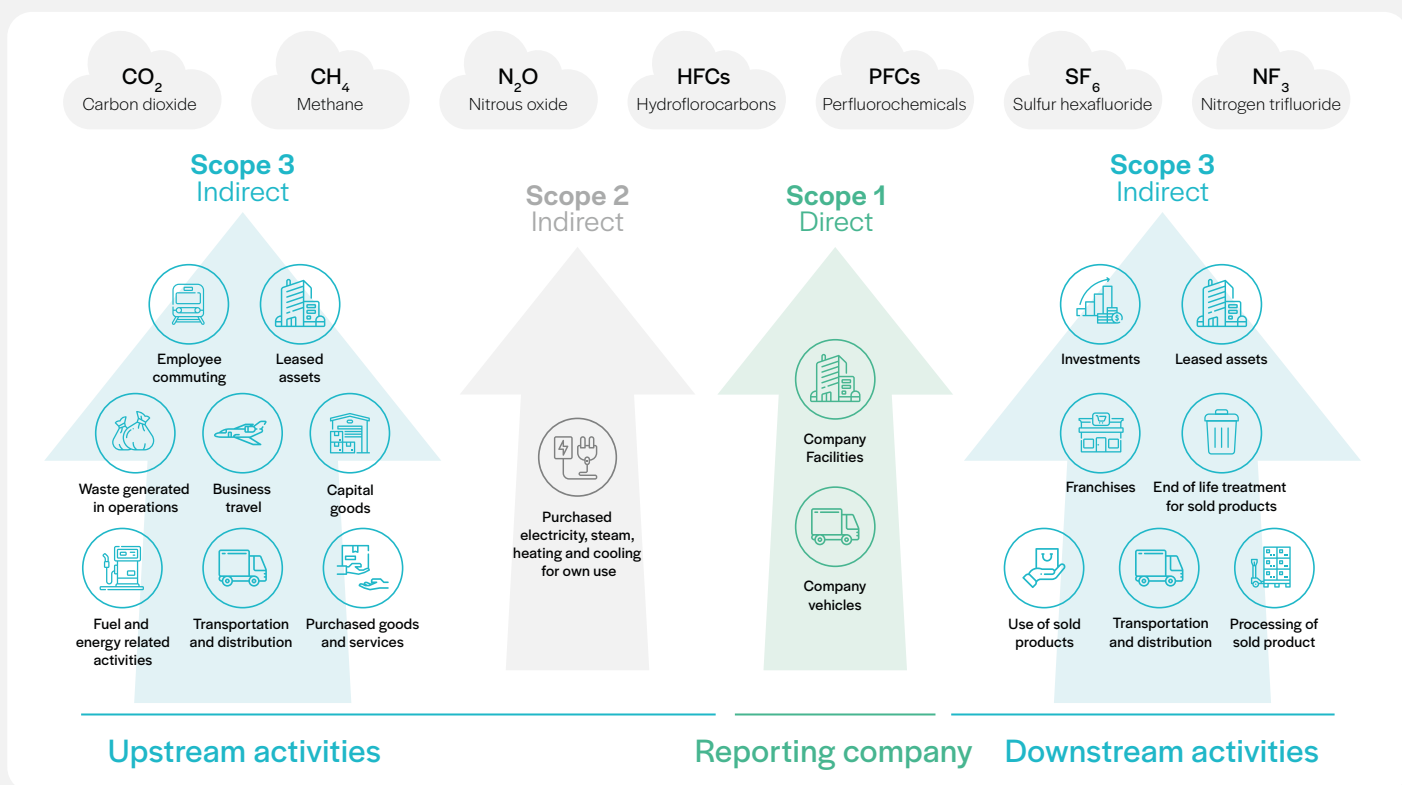 CO2
Carbon dioxide
CH4
Methane
N2O
Nitrous oxide
HFCs
Hydroflorocarbons
PFCs
Perfluorochemicals
SF6
Sulfur hexafluoride
NF3
Nitrogen trifluoride
Scope 3
Indirect
Employee
commuting
Leased
assets
Waste generated
in operations
Business
travel
Capital
goods
Fuel and
energy related
activities
Transportation
and distribution
Purchased goods
and services
Scope 2
Indirect
Purchased
electricity, steam,
heating and cooling
for own use
Scope 1
Direct
Company
Facilities
Company
vehicles
Scope 3
Indirect
Investments
Leased assets
Franchises
End of life treatment
for sold products
Use of sold
products
Transportation
and distribution
Processing of
sold product
Upstream activities
Reporting company
Downstream activities